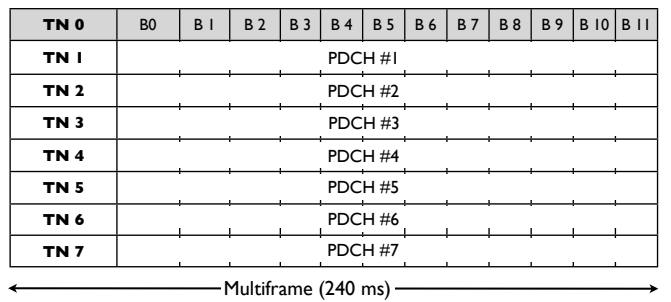 TN 0 B0 B 1 B 2 B 3 B 4 B 5 B 6 B 7 B 8 B 9 B 10 B 11
TN 1 PDCH #1
TN 2 PDCH #2
TN 3 PDCH #3
TN 4 PDCH #4
TN 5 PDCH #5
TN 6 PDCH #6
TN 7 PDCH #7
Multiframe (240 ms)